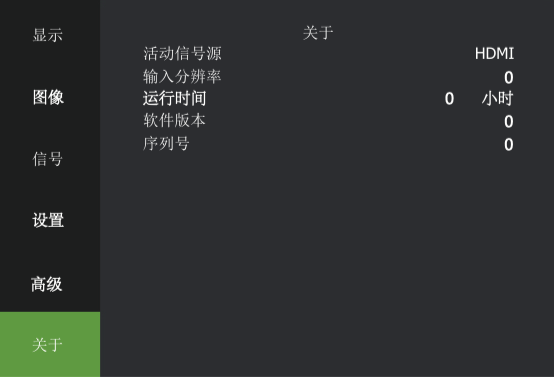 显示
图像
信号
设置
高级
关于
关于
活动信号源 HDMI
输入分辨率 0
运行时间 0 小时
软件版本 0
序列号 0